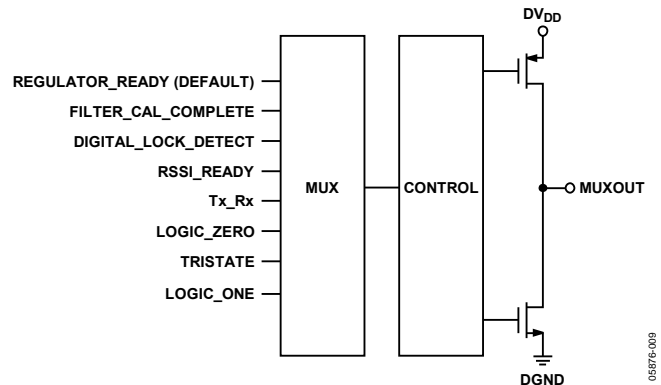 DVDD
REGULATOR_READY (DEFAULT)
FILTER_CAL_COMPLETE
DIGITAL_LOCK_DETECT
RSSI_READY
Tx_Rx
LOGIC_ZERO
TRISTATE
LOGIC_ONE
MUX
CONTROL
MUXOUT
DGND
05876-009